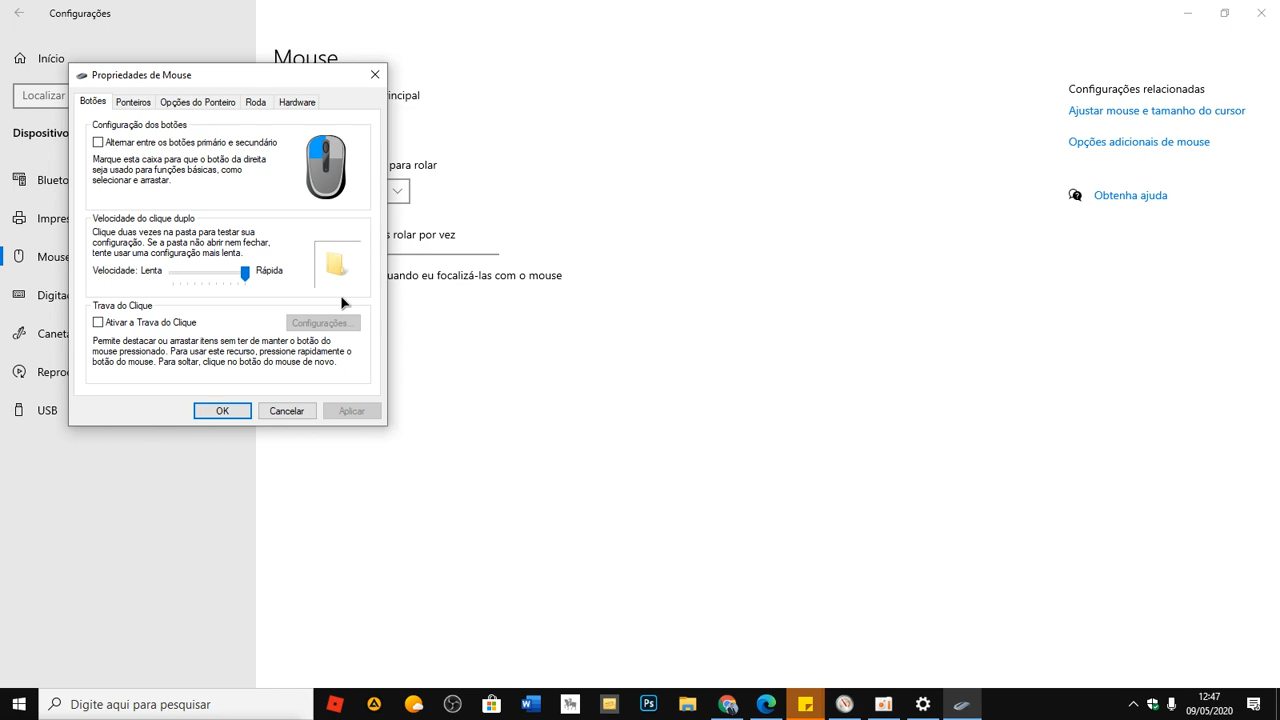 Configurações
Início
Localizar
Dispositivo
Blueto
Impres
Mouse
Digitaç
Caneta
Reproc
USB
Mouse
incipal
para rolar
s rolar por vez
uando eu focalizá-las com o mouse
Configurações relacionadas
Ajustar mouse e tamanho do cursor
Opções adicionais de mouse
Obtenha ajuda
Propriedades de Mouse
Botões Ponteiros Opções do Ponteiro Roda Hardware
Configuração dos botões
Alternar entre os botões primário e secundário
Marque esta caixa para que o botão da direita
seja usado para funções básicas, como
selecionar e arrastar.
Velocidade do clique duplo
Clique duas vezes na pasta para testar sua
configuração. Se a pasta não abrir nem fechar,
tente usar uma configuração mais lenta.
Velocidade: Lenta Rápida
Trava do Clique
Ativar a Trava do Clique Configurações...
Permite destacar ou arrastar itens sem ter de manter o botão do
mouse pressionado. Para usar este recurso, pressione rapidamente o
botão do mouse. Para soltar, clique no botão do mouse de novo.
OK Cancelar Aplicar
Digite aqui para pesquisar
W Ps
12:47
09/05/2020